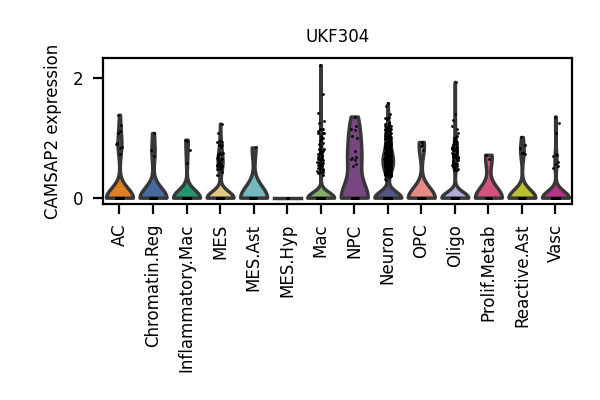 UKF304
CAMSAP2 expression
2
0
AC
Chromatin.Reg
Inflammatory.Mac
MES
MES.Ast
MES.Hyp
Mac
NPC
Neuron
OPC
Oligo
Prolif.Metab
Reactive.Ast
Vasc